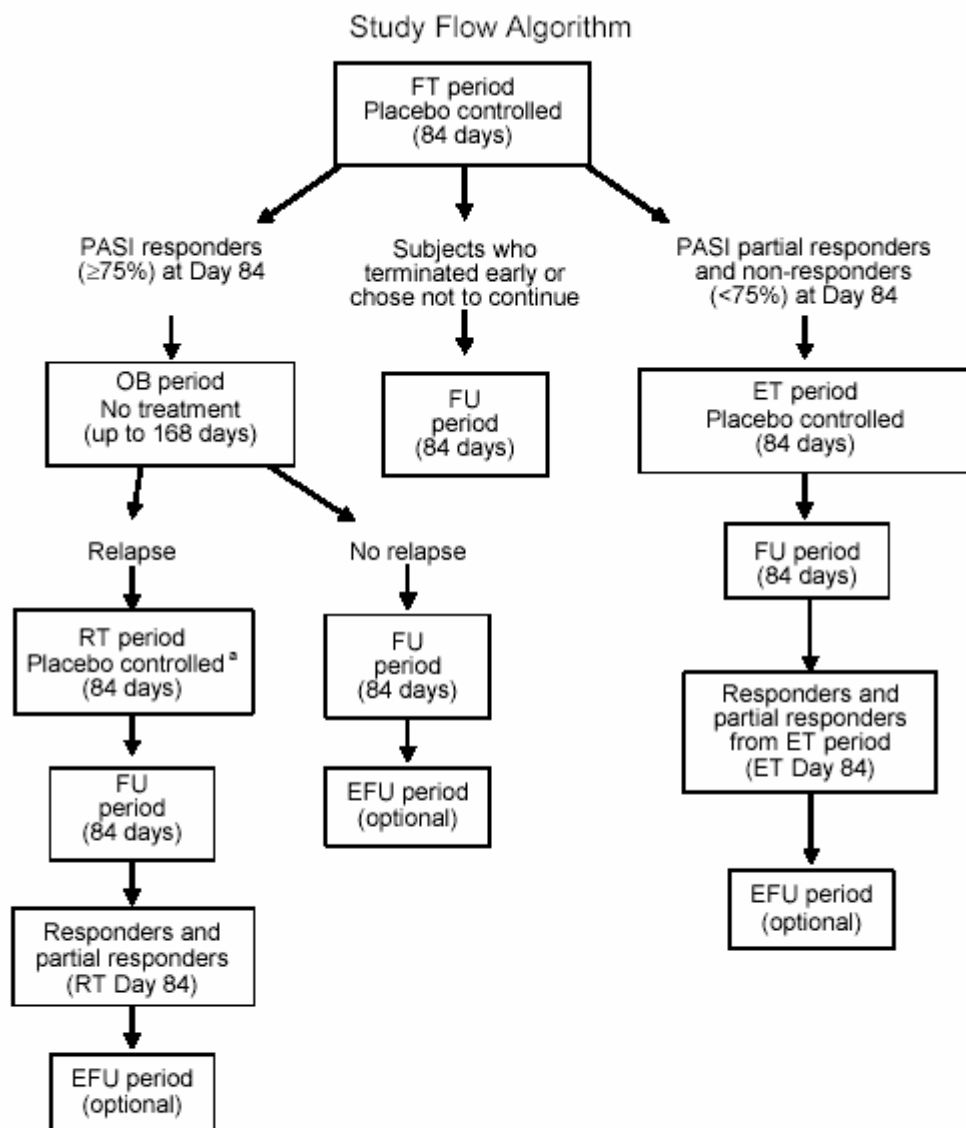 Study Flow Algorithm
FT period
Placebo controlled
(84 days)
PASI responders
(≥75%) at Day 84
Subjects who
terminated early or
chose not to continue
PASI partial responders
and non-responders
(<75%) at Day 84
OB period
No treatment
(up to 168 days)
FU
period
(84 days)
ET period
Placebo controlled
(84 days)
Relapse
No relapse
FU period
(84 days)
RT period
Placebo controlled a
(84 days)
FU
period
(84 days)
Responders and
partial responders
from ET period
(ET Day 84)
FU
period
(84 days)
EFU period
(optional)
EFU period
(optional)
Responders and
partial responders
(RT Day 84)
EFU period
(optional)